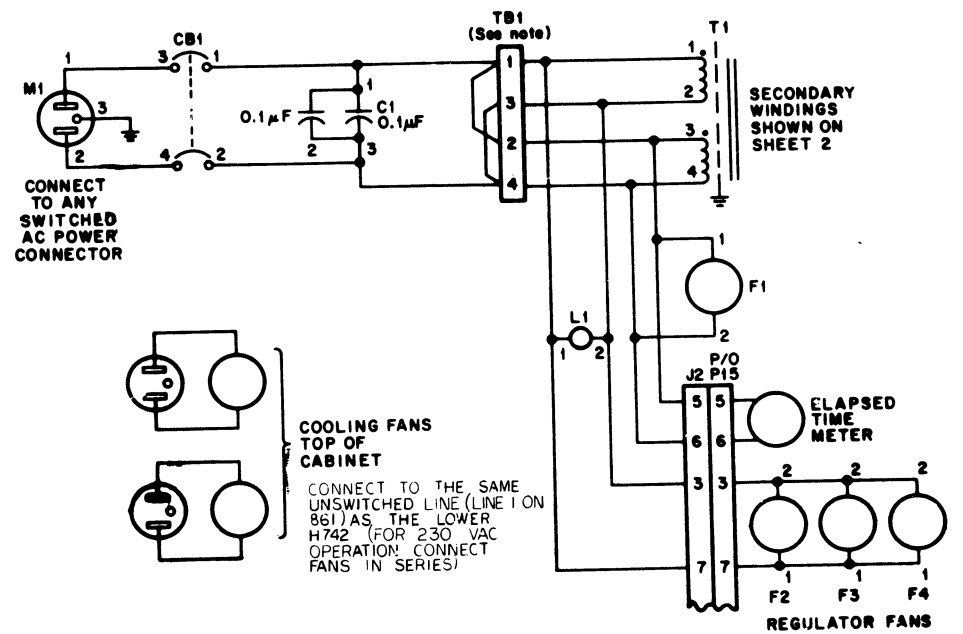 TB1
(See note)
T1
CB1
1
3
1
M1
3
2
4
2
1
0.1µF
C1
0.1µF
2
3
1
3
2
4
1
2
3
4
SECONDARY
WINDINGS
SHOWN ON
SHEET 2
CONNECT
TO ANY
SWITCHED
AC POWER
CONNECTOR
1
F1
2
L1
1
2
P/O
J2 P15
5 5
6 6
3 3
7 7
ELAPSED
TIME
METER
COOLING FANS
TOP OF
CABINET
CONNECT TO THE SAME
UNSWITCHED LINE (LINE 1 ON
861) AS THE LOWER
H742 (FOR 230 VAC
OPERATION CONNECT
FANS IN SERIES)
2 2 2
1 1 1
F2 F3 F4
REGULATOR FANS